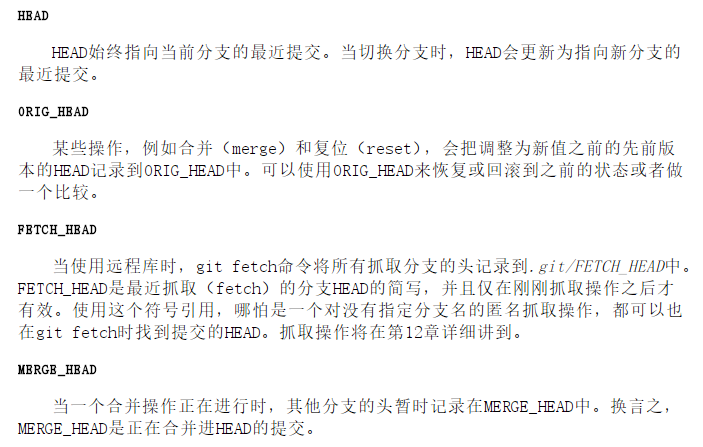 HEAD
HEAD始终指向当前分支的最近提交。当切换分支时，HEAD会更新为指向新分支的
最近提交。
ORIG_HEAD
某些操作，例如合并（merge）和复位（reset），会把调整为新值之前的先前版
本的HEAD记录到ORIG_HEAD中。可以使用ORIG_HEAD来恢复或回滚到之前的状态或者做
一个比较。
FETCH_HEAD
当使用远程库时，git fetch命令将所有抓取分支的头记录到.git/FETCH_HEAD中。
FETCH_HEAD是最近抓取（fetch）的分支HEAD的简写，并且仅在刚刚抓取操作之后才
有效。使用这个符号引用，哪怕是一个对没有指定分支名的匿名抓取操作，都可以也
在git fetch时找到提交的HEAD。抓取操作将在第12章详细讲到。
MERGE_HEAD
当一个合并操作正在进行时，其他分支的头暂时记录在MERGE_HEAD中。换言之，
MERGE_HEAD是正在合并进HEAD的提交。